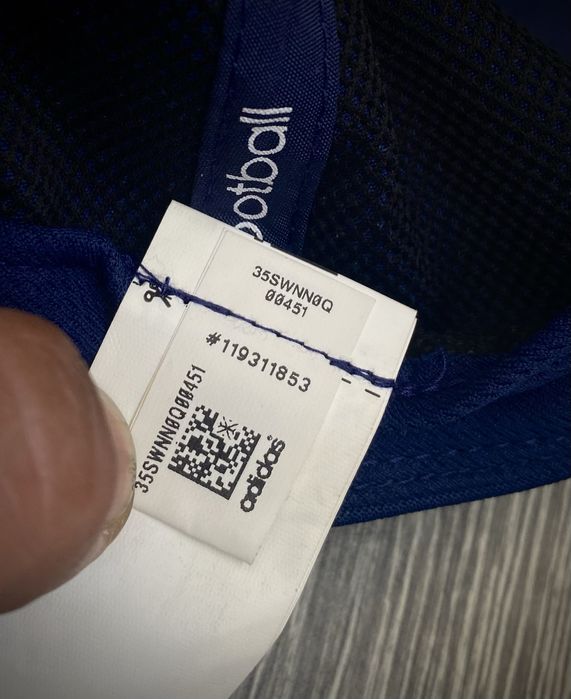 ootball
35SWNN0Q
00451
#119311853
35SWNN0Q00451
adidas